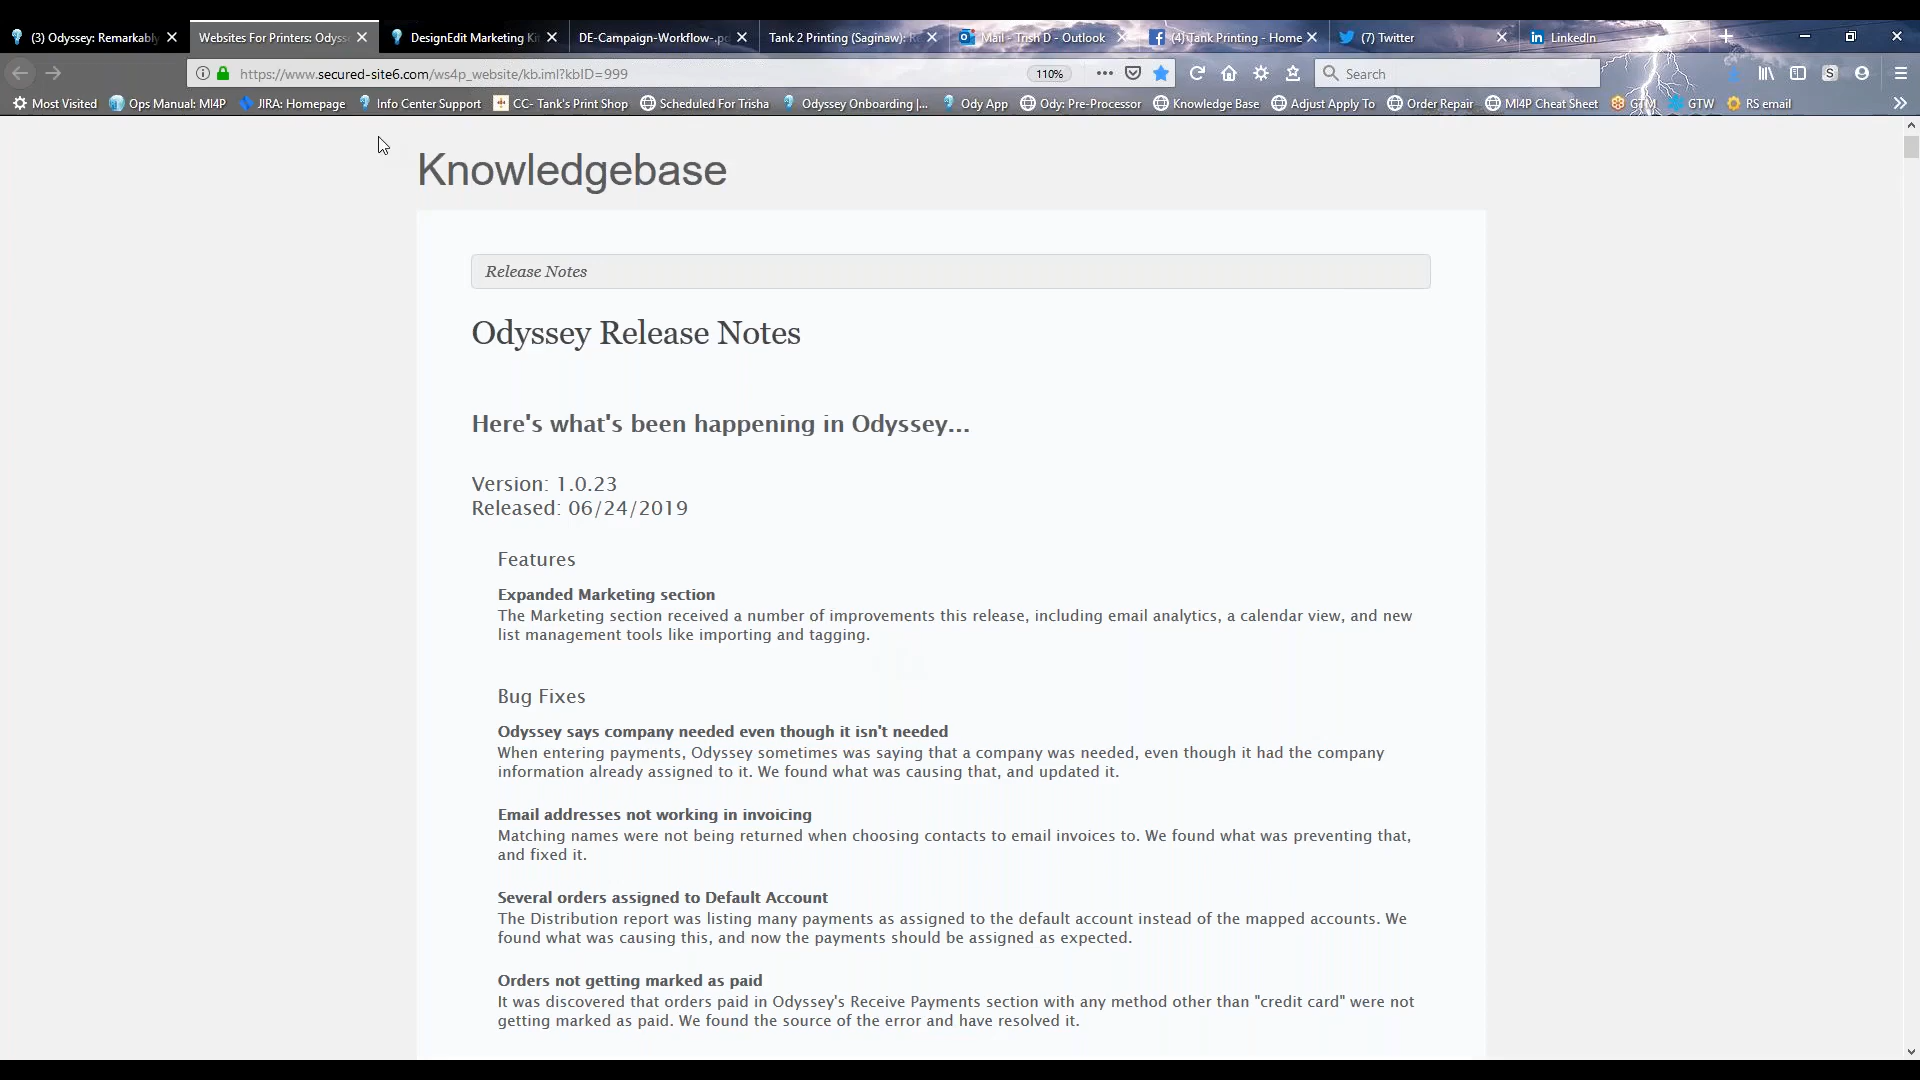 (3) Odyssey: Remarkably
Websites For Printers: Odyss
DesignEdit Marketing Ki
DE-Campaign-Workflow-.pd
Tank 2 Printing (Saginaw): R
Mail - Trish D - Outlook
(4) Tank Printing - Home
(7) Twitter
LinkedIn
https://www.secured-site6.com/ws4p_website/kb.iml?kbID=999
110%
Search
Most Visited
Ops Manual: MI4P
JIRA: Homepage
Info Center Support
CC- Tank's Print Shop
Scheduled For Trisha
Odyssey Onboarding |...
Ody App
Ody: Pre-Processor
Knowledge Base
Adjust Apply To
Order Repair
MI4P Cheat Sheet
GTM
GTW
RS email
Knowledgebase
Release Notes
Odyssey Release Notes
Here's what's been happening in Odyssey...
Version: 1.0.23
Released: 06/24/2019
Features
Expanded Marketing section
The Marketing section received a number of improvements this release, including email analytics, a calendar view, and new
list management tools like importing and tagging.
Bug Fixes
Odyssey says company needed even though it isn't needed
When entering payments, Odyssey sometimes was saying that a company was needed, even though it had the company
information already assigned to it. We found what was causing that, and updated it.
Email addresses not working in invoicing
Matching names were not being returned when choosing contacts to email invoices to. We found what was preventing that,
and fixed it.
Several orders assigned to Default Account
The Distribution report was listing many payments as assigned to the default account instead of the mapped accounts. We
found what was causing this, and now the payments should be assigned as expected.
Orders not getting marked as paid
It was discovered that orders paid in Odyssey's Receive Payments section with any method other than "credit card" were not
getting marked as paid. We found the source of the error and have resolved it.